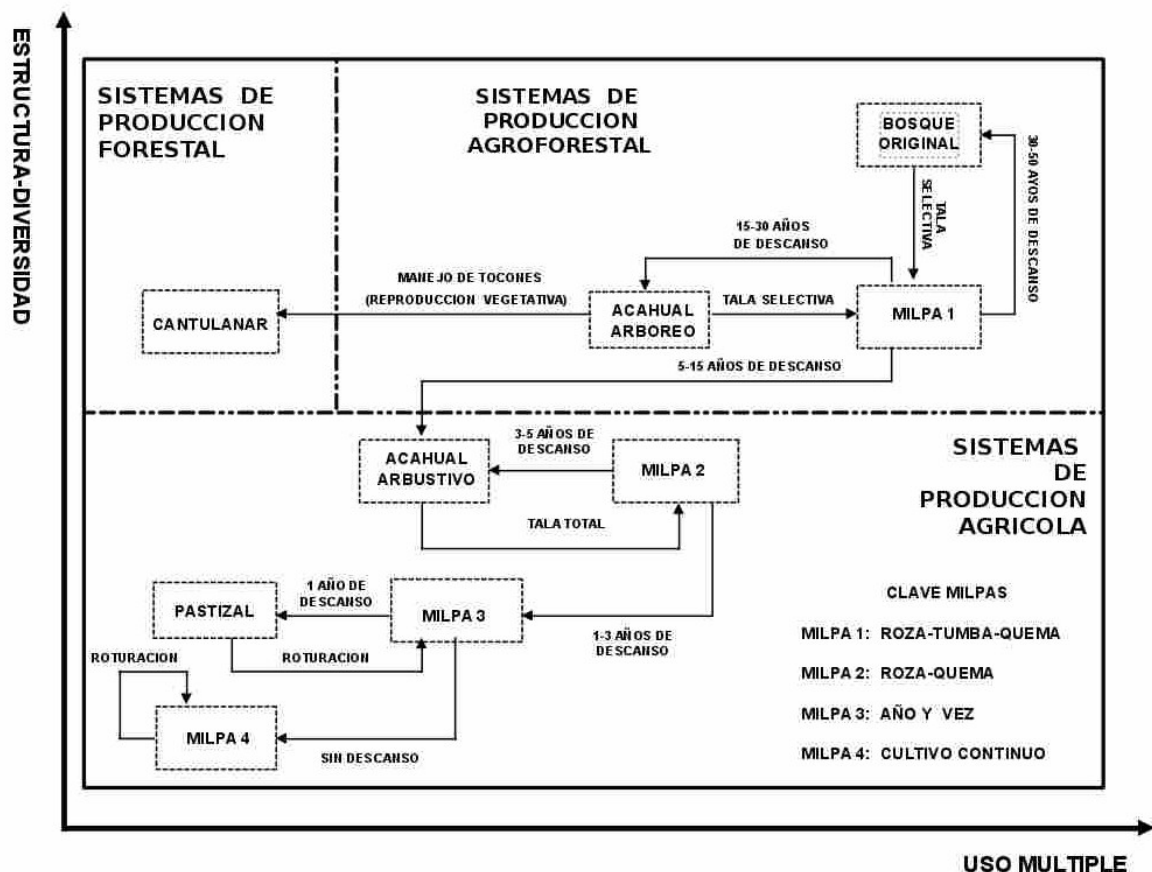 ESTRUCTURA-DIVERSIDAD
SISTEMAS DE
PRODUCCION
FORESTAL
SISTEMAS DE
PRODUCCION
AGROFORESTAL
BOSQUE
ORIGINAL
30-50 AYOS DE DESCANSO
TALA
SELECTIVA
15-30 AÑOS
DE DESCANSO
MANEJO DE TOCONES
(REPRODUCCION VEGETATIVA)
CANTULANAR
ACAHUAL
ARBOREO
TALA SELECTIVA
MILPA 1
5-15 AÑOS DE DESCANSO
ACAHUAL
ARBUSTIVO
3-5 AÑOS DE
DESCANSO
MILPA 2
TALA TOTAL
SISTEMAS
DE
PRODUCCION
AGRICOLA
PASTIZAL
1 AÑO DE
DESCANSO
MILPA 3
1-3 AÑOS DE
DESCANSO
ROTURACION
ROTURACION
MILPA 4
SIN DESCANSO
CLAVE MILPAS
MILPA 1: ROZA-TUMBA-QUEMA
MILPA 2: ROZA-QUEMA
MILPA 3: AÑO Y VEZ
MILPA 4: CULTIVO CONTINUO
USO MULTIPLE